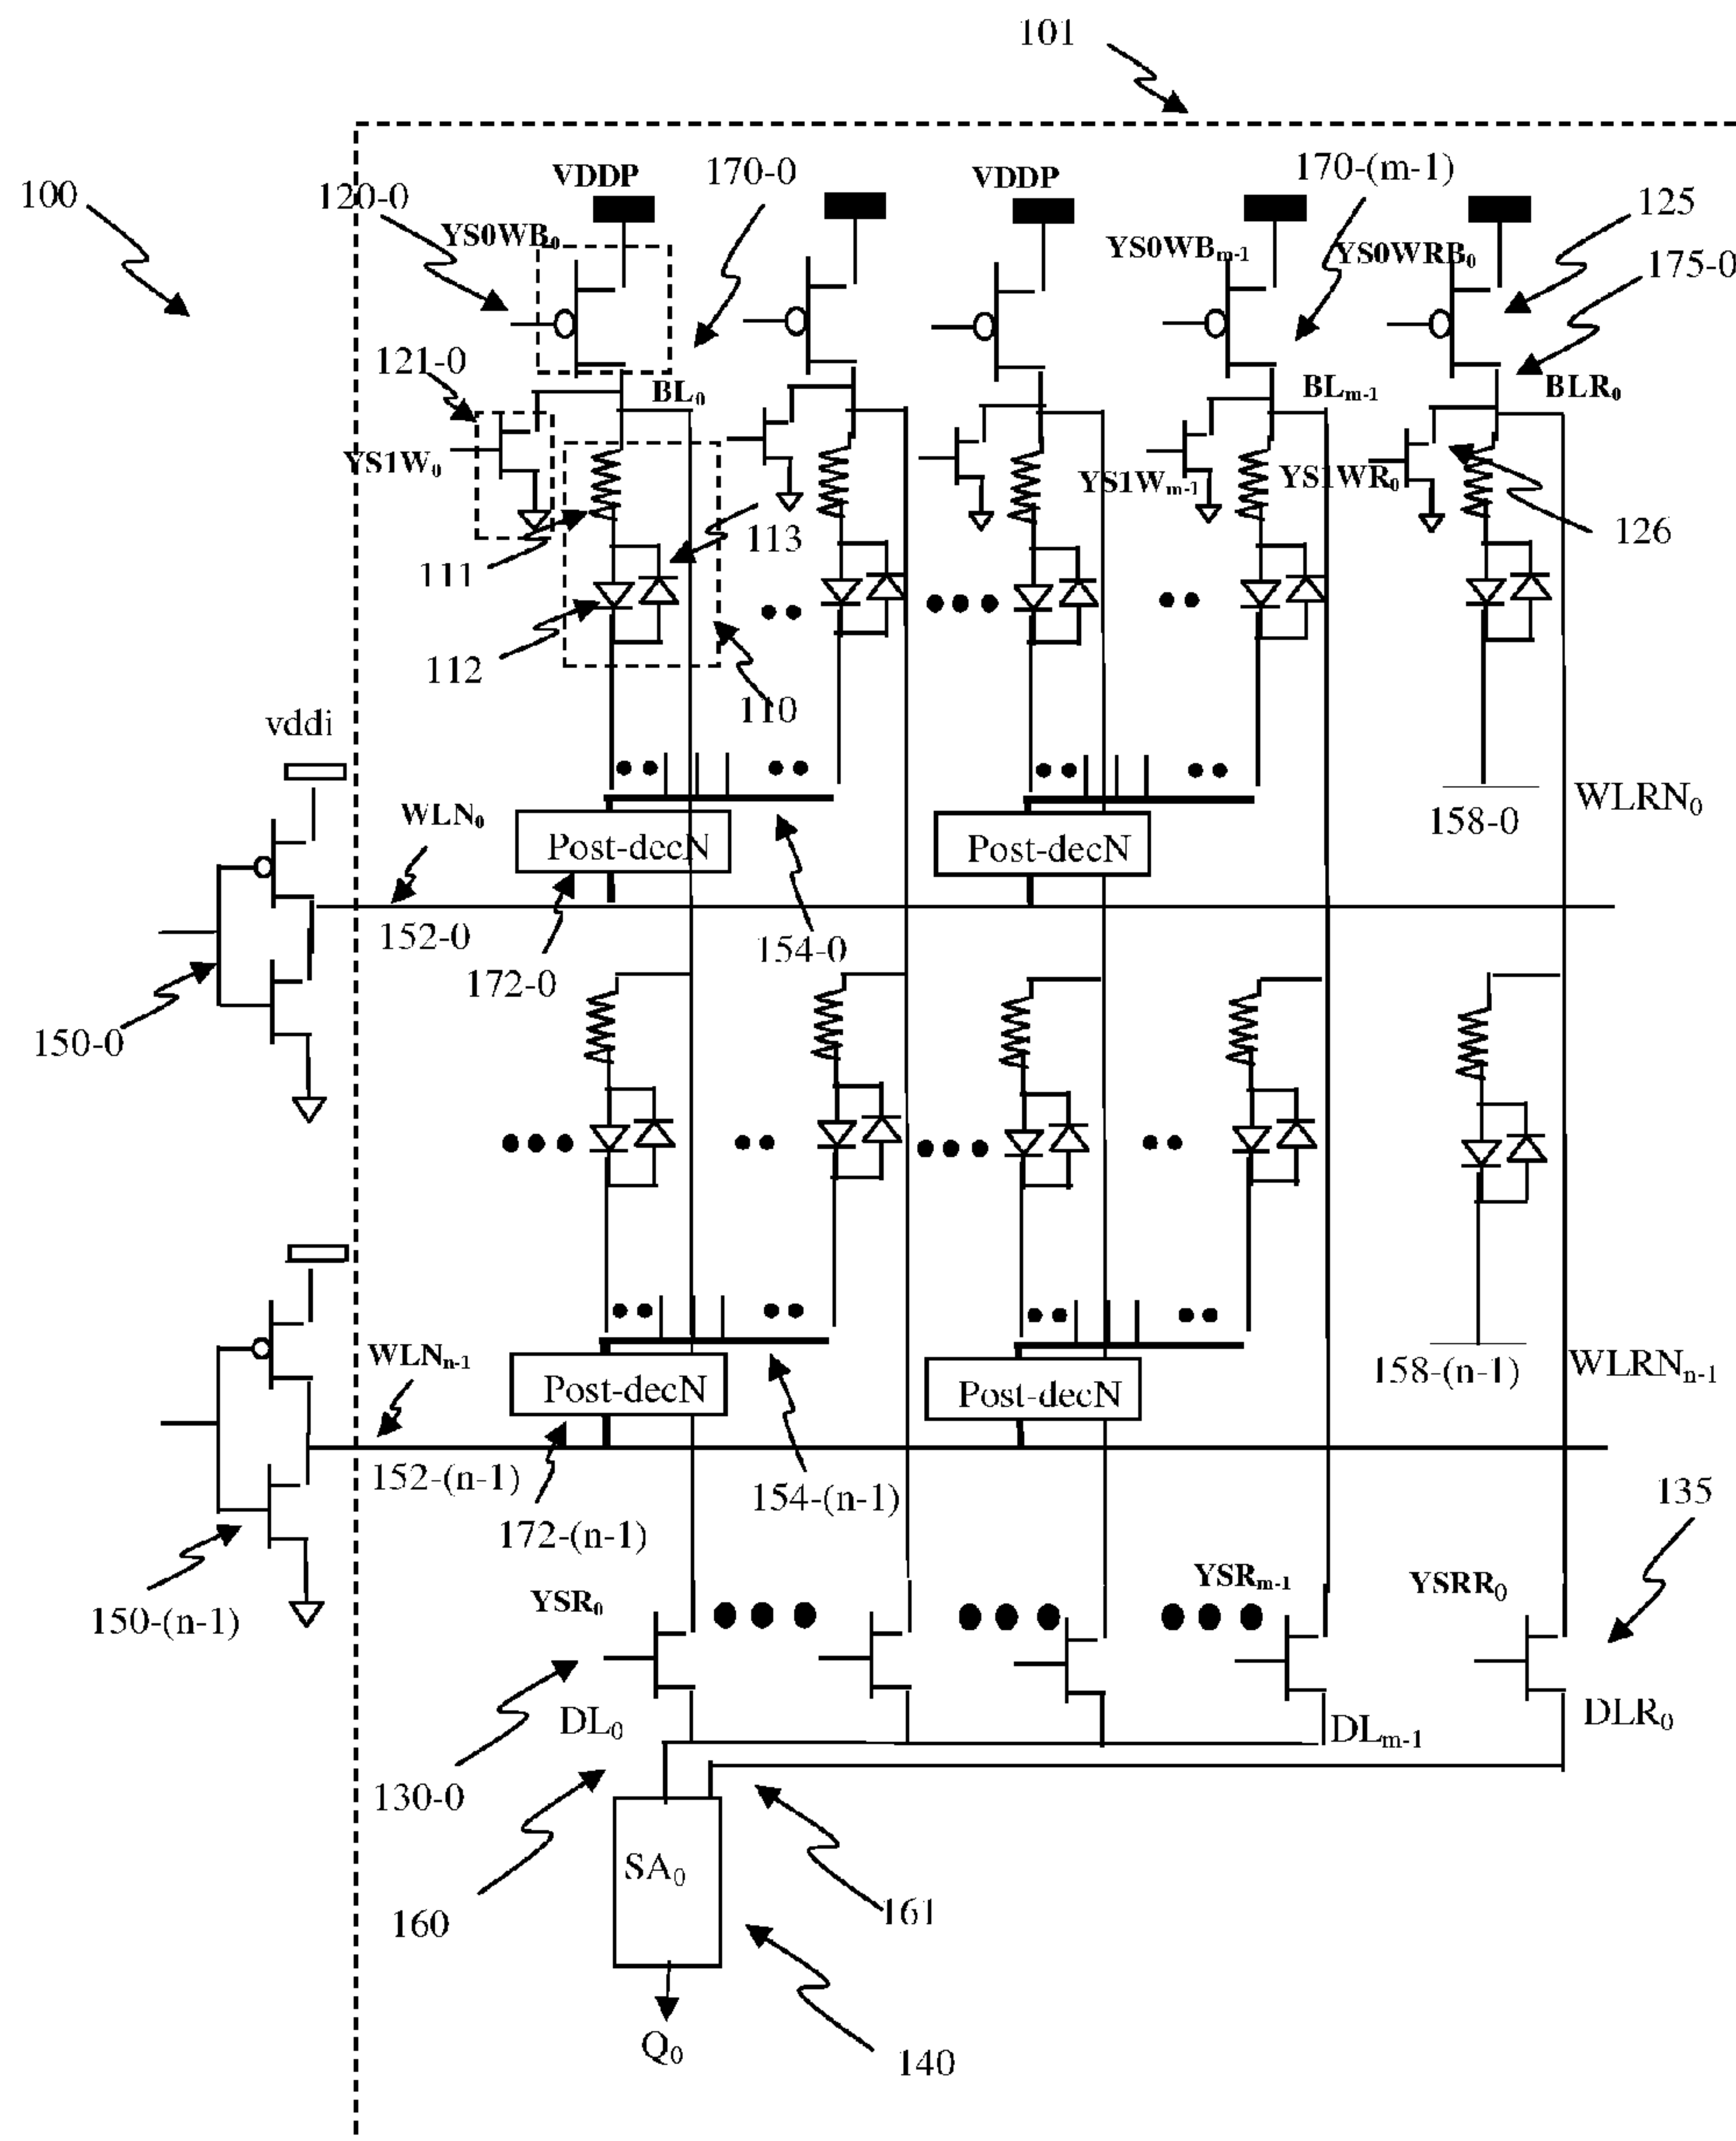 101
100
120-0
VDDP
170-0
VDDP
170-(m-1)
125
YS0WB₀
YS0WBₘ₋₁
YS0WRB₀
175-0
121-0
BL₀
BLₘ₋₁
BLR₀
YS1W₀
YS1Wₘ₋₁
YS1WR₀
111
113
126
112
110
vddi
WLN₀
Post-decN
Post-decN
158-0
WLRN₀
152-0
172-0
154-0
150-0
WLNₙ₋₁
Post-decN
Post-decN
158-(n-1)
WLRNₙ₋₁
152-(n-1)
172-(n-1)
154-(n-1)
135
150-(n-1)
YSR₀
YSRₘ₋₁
YSRR₀
DL₀
DLₘ₋₁
DLR₀
130-0
SA₀
160
161
Q₀
140